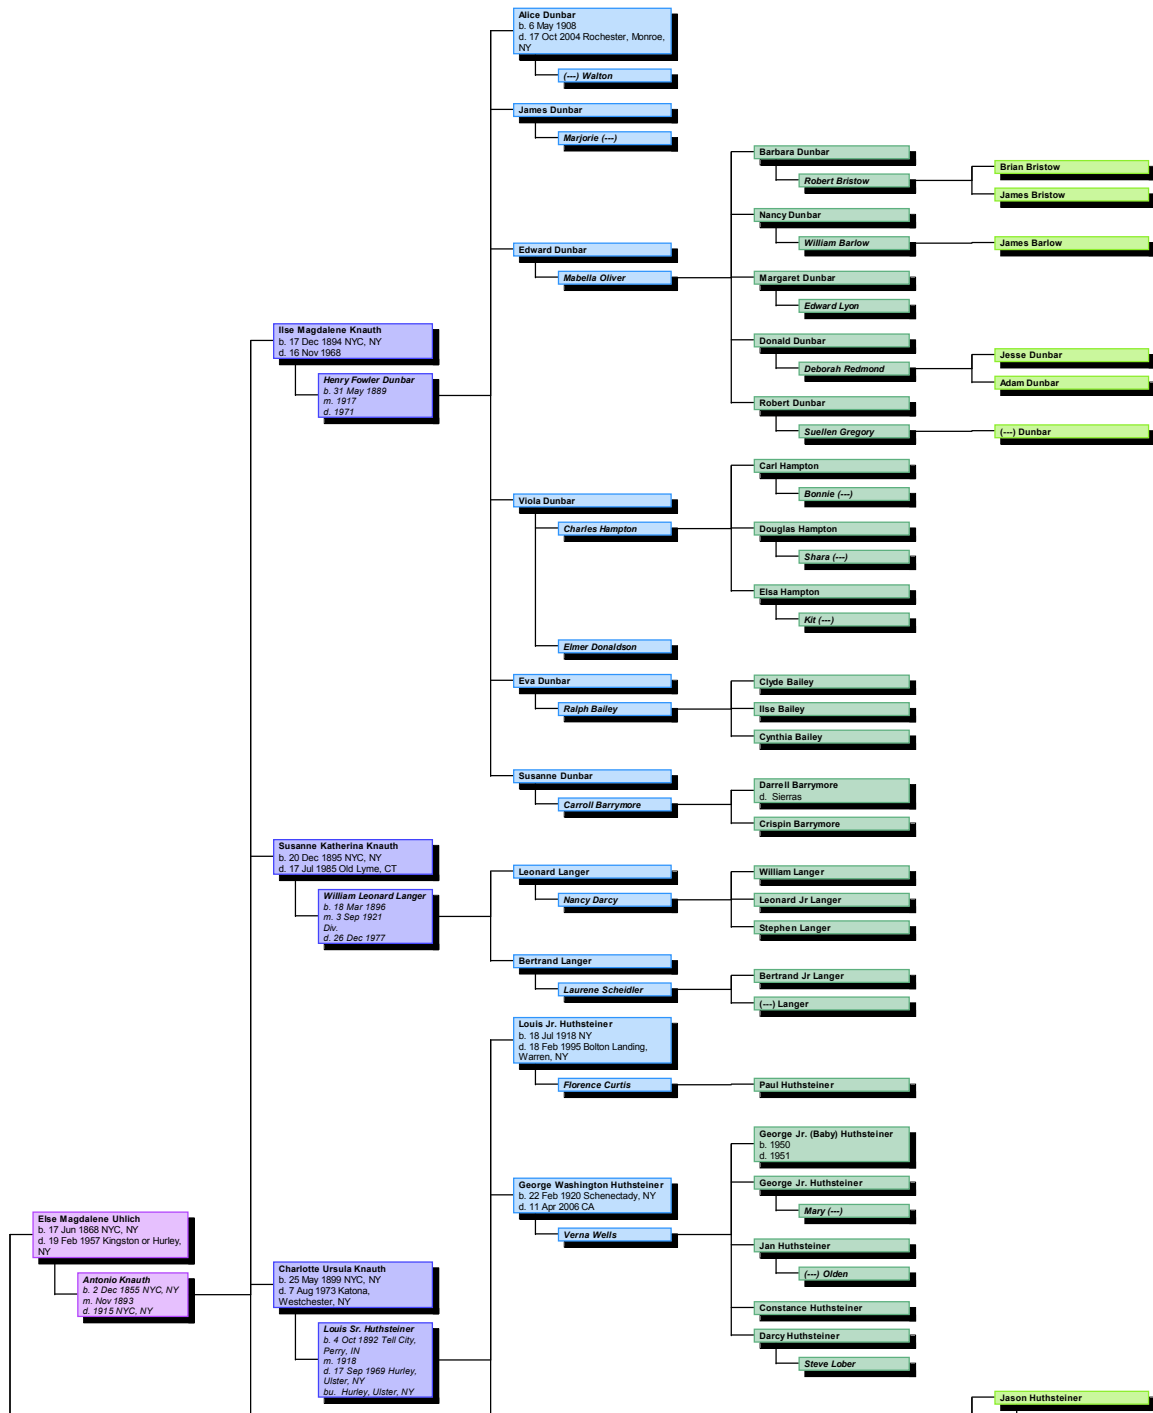 Alice Dunbar
b. 6 May 1908
d. 17 Oct 2004 Rochester, Monroe,
NY
(---) Walton
James Dunbar
Marjorie (---)
Barbara Dunbar
Robert Bristow
Brian Bristow
James Bristow
Nancy Dunbar
William Barlow
James Barlow
Edward Dunbar
Mabella Oliver
Margaret Dunbar
Edward Lyon
Donald Dunbar
Deborah Redmond
Jesse Dunbar
Adam Dunbar
Ilse Magdalene Knauth
b. 17 Dec 1894 NYC, NY
d. 16 Nov 1968
Henry Fowler Dunbar
b. 31 May 1889
m. 1917
d. 1971
Robert Dunbar
Suellen Gregory
(---) Dunbar
Carl Hampton
Bonnie (---)
Viola Dunbar
Charles Hampton
Douglas Hampton
Shara (---)
Elsa Hampton
Kit (---)
Elmer Donaldson
Eva Dunbar
Ralph Bailey
Clyde Bailey
Ilse Bailey
Cynthia Bailey
Susanne Dunbar
Carroll Barrymore
Darrell Barrymore
d. Sierras
Crispin Barrymore
Susanne Katherina Knauth
b. 20 Dec 1895 NYC, NY
d. 17 Jul 1985 Old Lyme, CT
William Leonard Langer
b. 18 Mar 1896
m. 3 Sep 1921
Div.
d. 26 Dec 1977
Leonard Langer
Nancy Darcy
William Langer
Leonard Jr Langer
Stephen Langer
Bertrand Langer
Laurene Scheidler
Bertrand Jr Langer
(---) Langer
Louis Jr. Huthsteiner
b. 18 Jul 1918 NY
d. 18 Feb 1995 Bolton Landing,
Warren, NY
Florence Curtis
Paul Huthsteiner
George Jr. (Baby) Huthsteiner
b. 1950
d. 1951
George Washington Huthsteiner
b. 22 Feb 1920 Schenectady, NY
d. 11 Apr 2006 CA
Verna Wells
George Jr. Huthsteiner
Mary (---)
Jan Huthsteiner
(---) Olden
Constance Huthsteiner
Darcy Huthsteiner
Steve Lober
Else Magdalene Uhlich
b. 17 Jun 1868 NYC, NY
d. 19 Feb 1957 Kingston or Hurley,
NY
Antonio Knauth
b. 2 Dec 1855 NYC, NY
m. Nov 1893
d. 1915 NYC, NY
Charlotte Ursula Knauth
b. 25 May 1899 NYC, NY
d. 7 Aug 1973 Katona,
Westchester, NY
Louis Sr. Huthsteiner
b. 4 Oct 1892 Tell City,
Perry, IN
m. 1918
d. 17 Sep 1969 Hurley,
Ulster, NY
bu. Hurley, Ulster, NY
Jason Huthsteiner